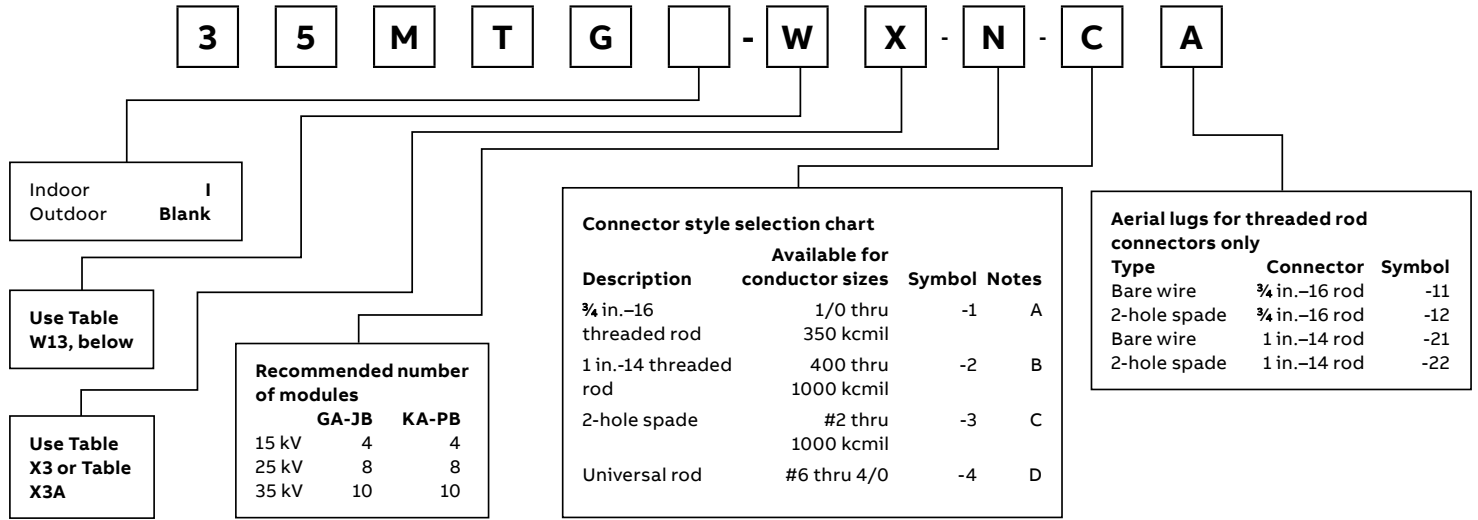 3 5 M T G - W X - N - C A
Indoor I
Outdoor Blank
Use Table
W13, below
Use Table
X3 or Table
X3A
Recommended number
of modules
GA-JB KA-PB
15 kV 4 4
25 kV 8 8
35 kV 10 10
Connector style selection chart
Available for
Description conductor sizes Symbol Notes
¾ in.–16 1/0 thru -1 A
threaded rod 350 kcmil
1 in.-14 threaded 400 thru -2 B
rod 1000 kcmil
2-hole spade #2 thru -3 C
1000 kcmil
Universal rod #6 thru 4/0 -4 D
Aerial lugs for threaded rod
connectors only
Type Connector Symbol
Bare wire ¾ in.–16 rod -11
2-hole spade ¾ in.–16 rod -12
Bare wire 1 in.–14 rod -21
2-hole spade 1 in.–14 rod -22